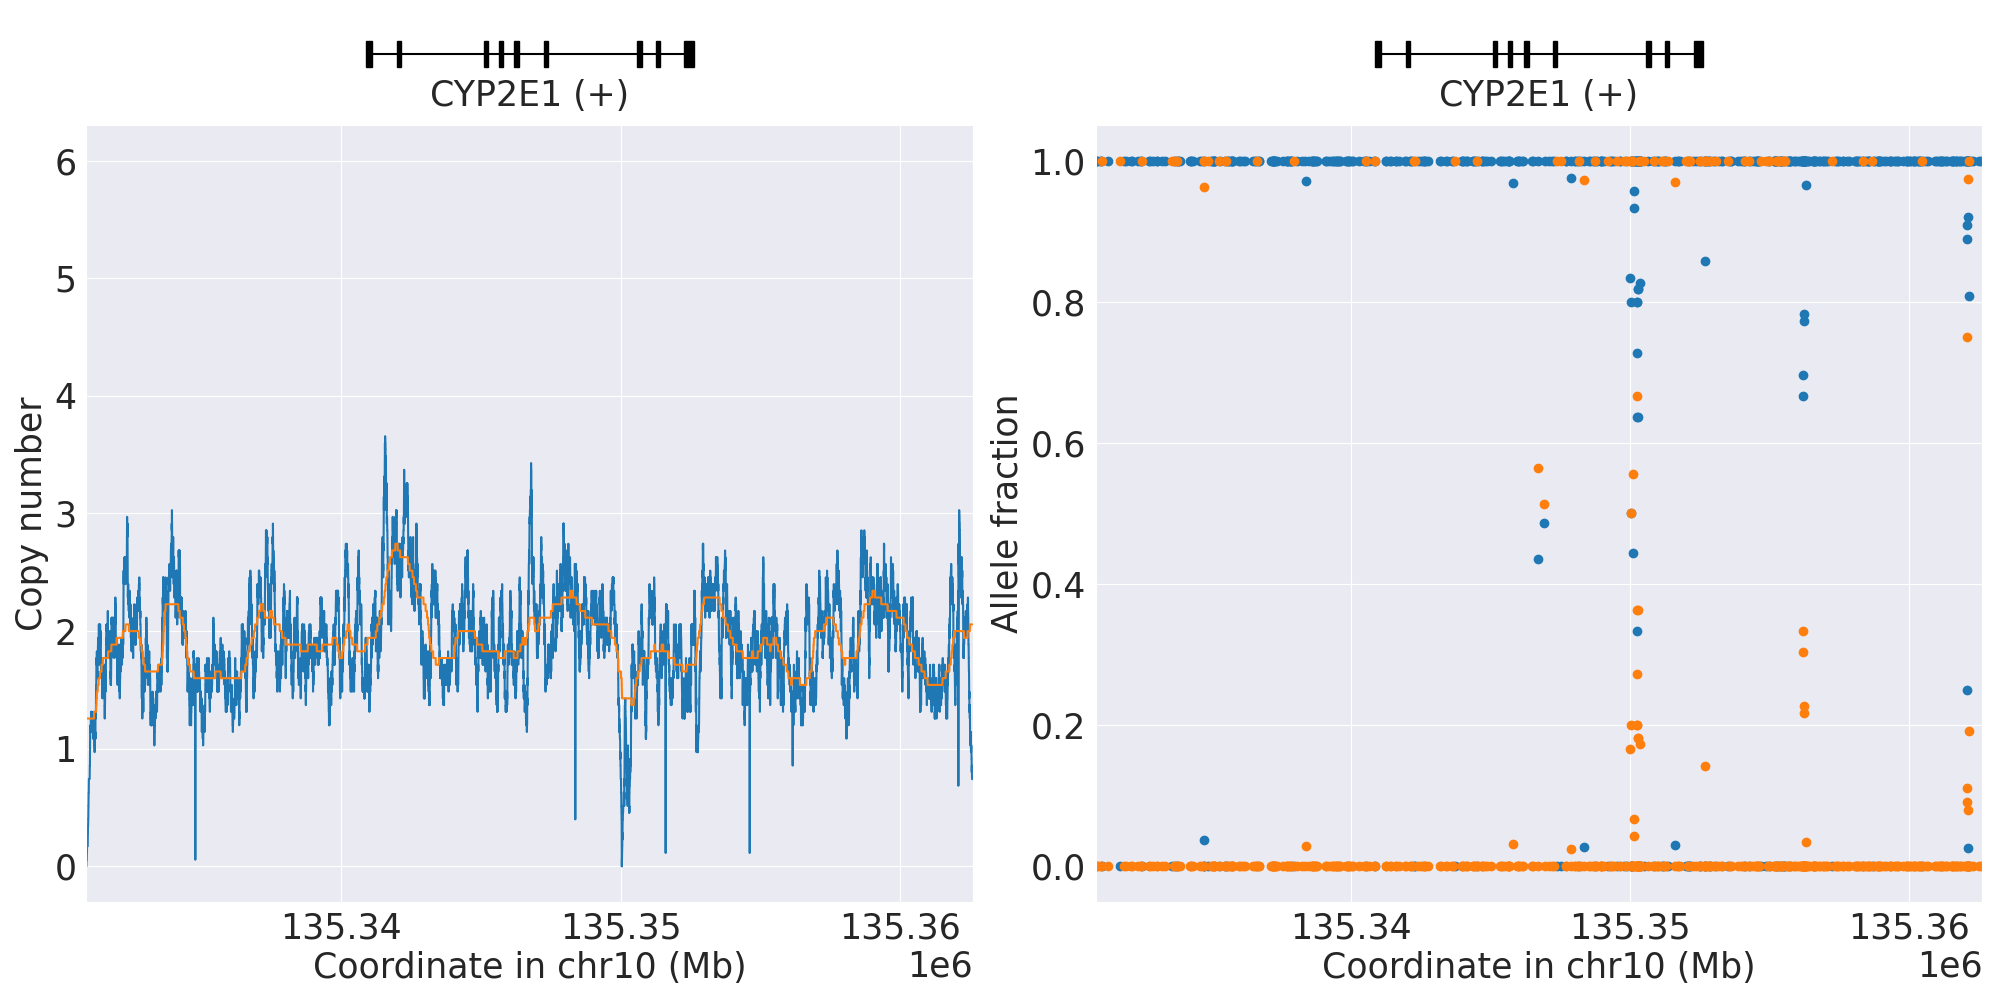 CYP2E1 (+)
6
5
4
3
2
1
0
Copy number
135.34 135.35 135.36
Coordinate in chr10 (Mb)
1e6
CYP2E1 (+)
1.0
0.8
0.6
0.4
0.2
0.0
Allele fraction
135.34 135.35 135.36
Coordinate in chr10 (Mb)
1e6